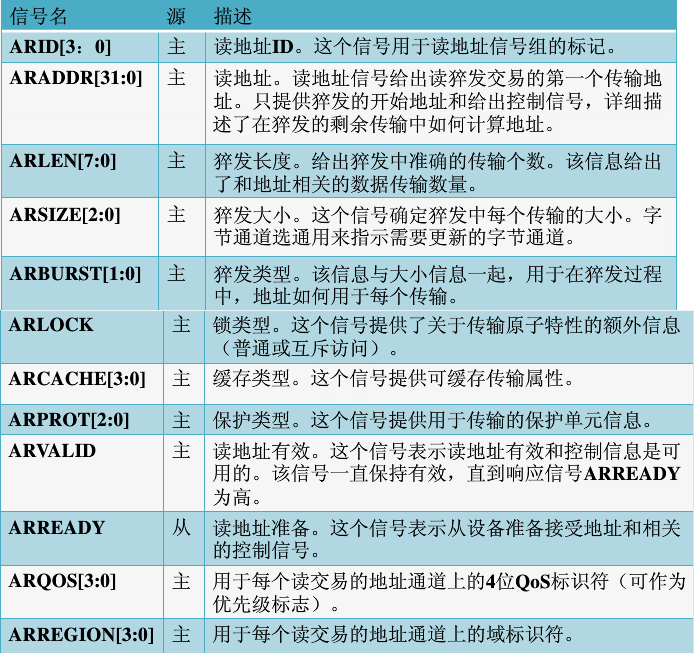 信号名 源 描述
ARID[3：0] 主 读地址ID。这个信号用于读地址信号组的标记。
ARADDR[31:0] 主 读地址。读地址信号给出读猝发交易的第一个传输地
址。只提供猝发的开始地址和给出控制信号，详细描
述了在猝发的剩余传输中如何计算地址。
ARLEN[7:0] 主 猝发长度。给出猝发中准确的传输个数。该信息给出
了和地址相关的数据传输数量。
ARSIZE[2:0] 主 猝发大小。这个信号确定猝发中每个传输的大小。字
节通道选通用来指示需要更新的字节通道。
ARBURST[1:0] 主 猝发类型。该信息与大小信息一起，用于在猝发过程
中，地址如何用于每个传输。
ARLOCK 主 锁类型。这个信号提供了关于传输原子特性的额外信息
（普通或互斥访问）。
ARCACHE[3:0] 主 缓存类型。这个信号提供可缓存传输属性。
ARPROT[2:0] 主 保护类型。这个信号提供用于传输的保护单元信息。
ARVALID 主 读地址有效。这个信号表示读地址有效和控制信息是可
用的。该信号一直保持有效，直到响应信号ARREADY
为高。
ARREADY 从 读地址准备。这个信号表示从设备准备接受地址和相关
的控制信号。
ARQOS[3:0] 主 用于每个读交易的地址通道上的4位QoS标识符（可作为
优先级标志）。
ARREGION[3:0] 主 用于每个读交易的地址通道上的域标识符。